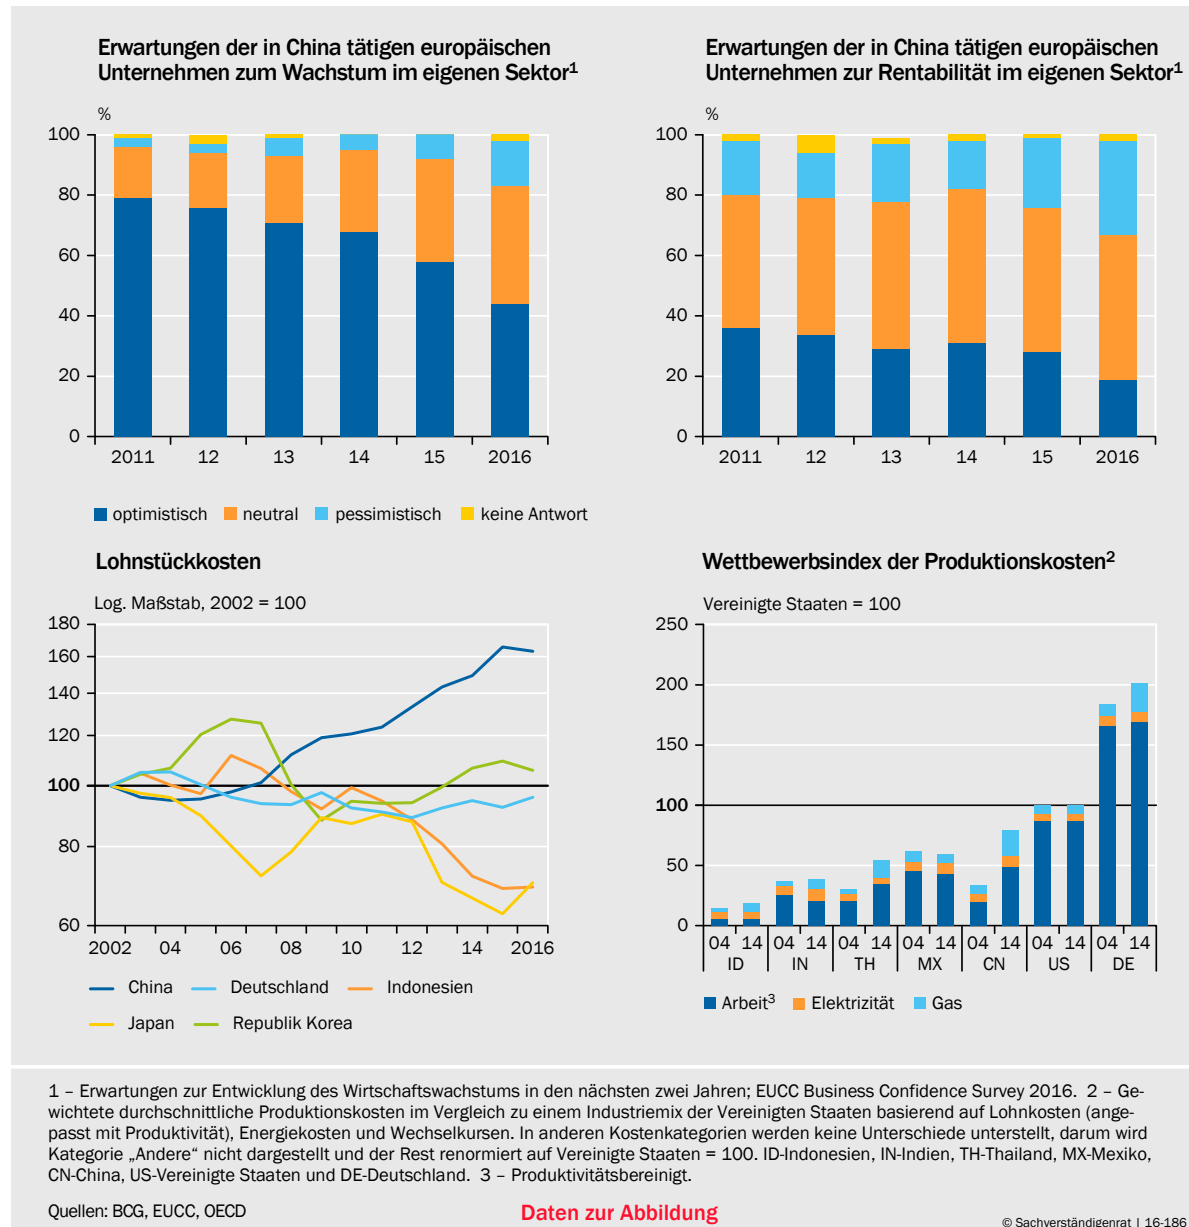 Erwartungen der in China tätigen europäischen
Unternehmen zum Wachstum im eigenen Sektor¹
%
100
80
60
40
20
0
2011 12 13 14 15 2016
Erwartungen der in China tätigen europäischen
Unternehmen zur Rentabilität im eigenen Sektor¹
%
100
80
60
40
20
0
2011 12 13 14 15 2016
optimistisch neutral pessimistisch keine Antwort
Lohnstückkosten
Log. Maßstab, 2002 = 100
180
160
140
120
100
80
60
2002 04 06 08 10 12 14 2016
China Deutschland Indonesien
Japan Republik Korea
Wettbewerbsindex der Produktionskosten²
Vereinigte Staaten = 100
250
200
150
100
50
0
04 14 04 14 04 14 04 14 04 14 04 14 04 14
ID IN TH MX CN US DE
Arbeit³ Elektrizität Gas
1 – Erwartungen zur Entwicklung des Wirtschaftswachstums in den nächsten zwei Jahren; EUCC Business Confidence Survey 2016. 2 – Ge-
wichtete durchschnittliche Produktionskosten im Vergleich zu einem Industriemix der Vereinigten Staaten basierend auf Lohnkosten (ange-
passt mit Produktivität), Energiekosten und Wechselkursen. In anderen Kostenkategorien werden keine Unterschiede unterstellt, darum wird
Kategorie „Andere“ nicht dargestellt und der Rest renormiert auf Vereinigte Staaten = 100. ID-Indonesien, IN-Indien, TH-Thailand, MX-Mexiko,
CN-China, US-Vereinigte Staaten und DE-Deutschland. 3 – Produktivitätsbereinigt.
Quellen: BCG, EUCC, OECD
Daten zur Abbildung
© Sachverständigenrat | 16-186